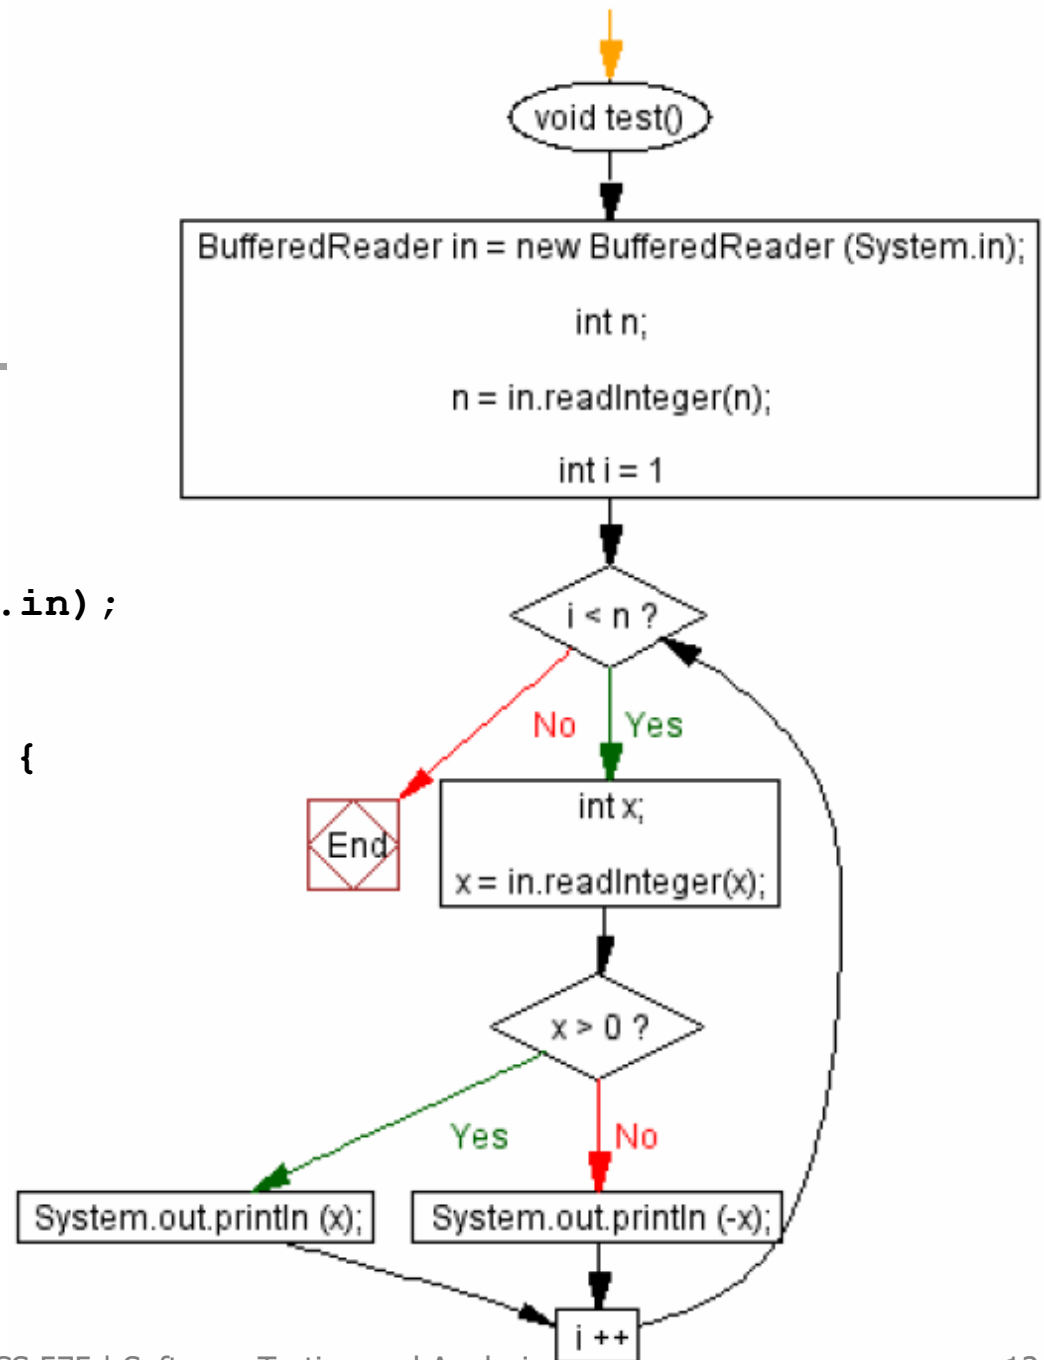 void test()
BufferedReader in = new BufferedReader (System.in);
int n;
n = in.readInteger(n);
int i = 1
.in);
i < n ?
No
Yes
{
int x;
End
x = in.readInteger(x);
x > 0 ?
Yes
No
System.out.println (x);
System.out.println (-x);
i ++